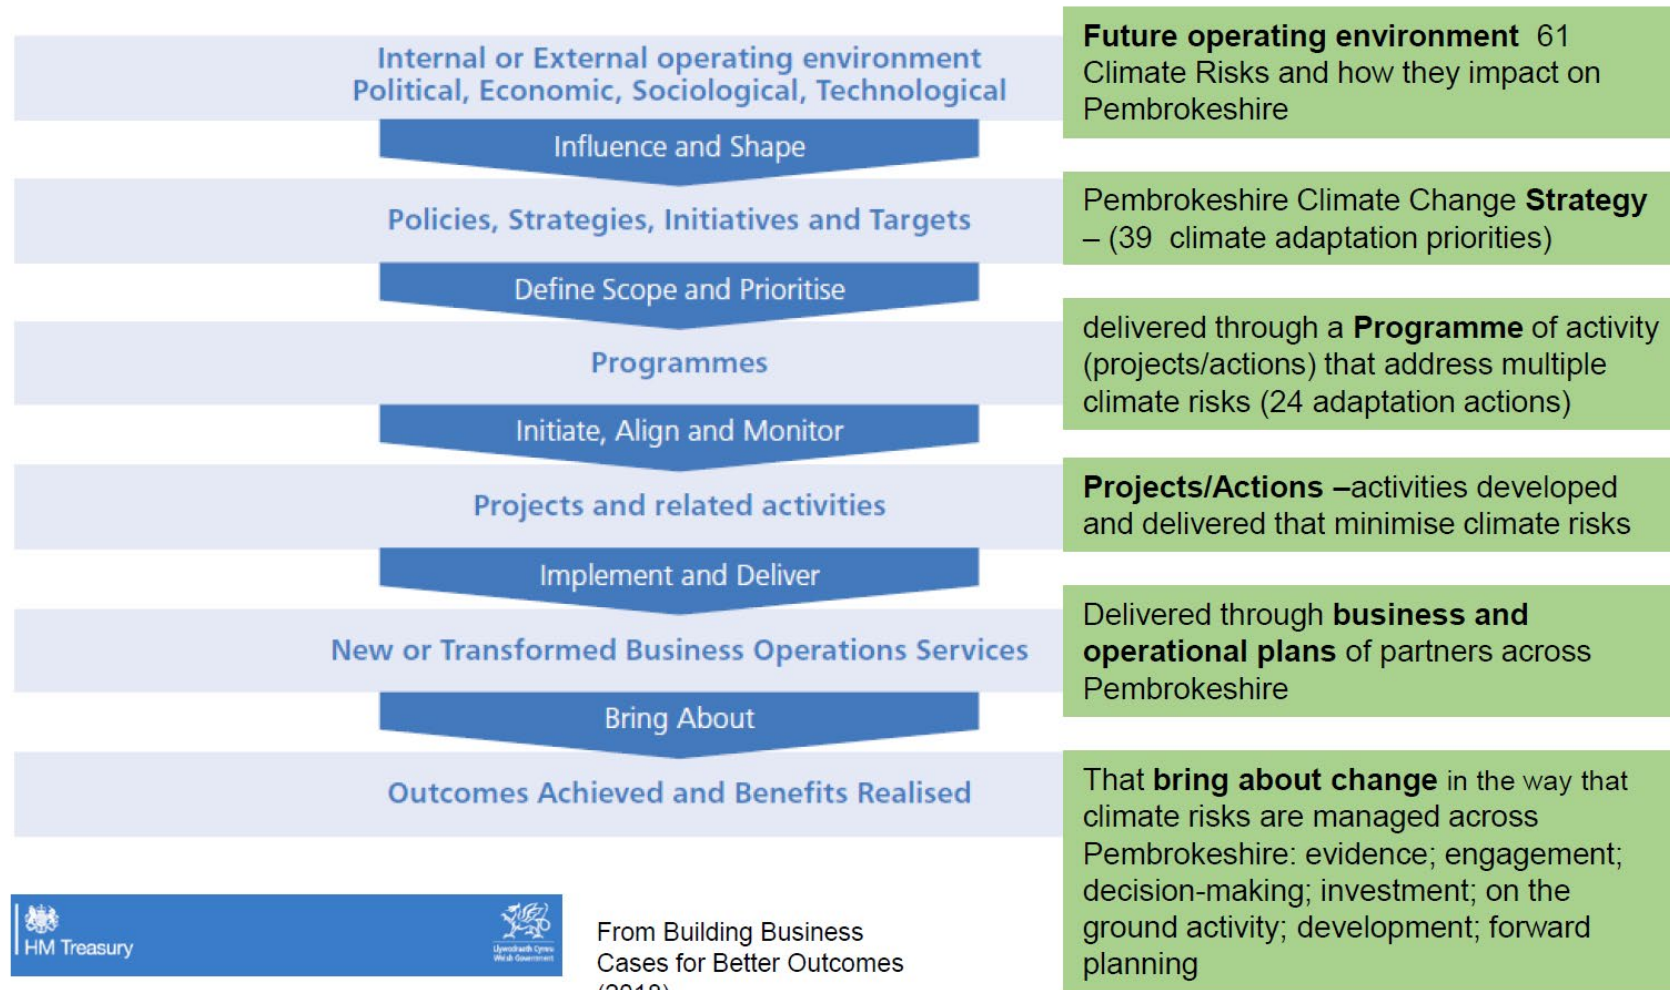 Internal or External operating environment
Political, Economic, Sociological, Technological
Influence and Shape
Policies, Strategies, Initiatives and Targets
Define Scope and Prioritise
Programmes
Initiate, Align and Monitor
Projects and related activities
Implement and Deliver
New or Transformed Business Operations Services
Bring About
Outcomes Achieved and Benefits Realised
Future operating environment 61
Climate Risks and how they impact on
Pembrokeshire
Pembrokeshire Climate Change Strategy
– (39 climate adaptation priorities)
delivered through a Programme of activity
(projects/actions) that address multiple
climate risks (24 adaptation actions)
Projects/Actions –activities developed
and delivered that minimise climate risks
Delivered through business and
operational plans of partners across
Pembrokeshire
That bring about change in the way that
climate risks are managed across
Pembrokeshire: evidence; engagement;
decision-making; investment; on the
ground activity; development; forward
planning
HM Treasury
Llywodraeth Cymru
Welsh Government
From Building Business
Cases for Better Outcomes
(2018)